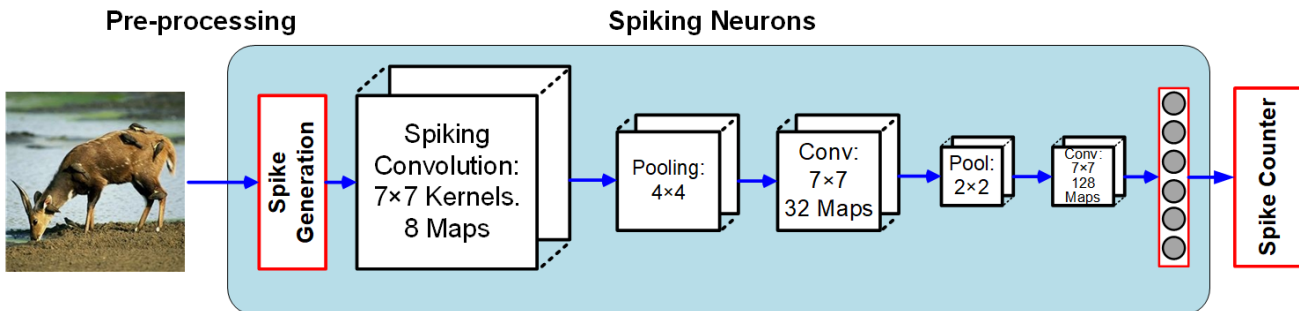 Pre-processing
Spiking Neurons
Spike
Generation
Spiking
Convolution:
7×7 Kernels.
8 Maps
Pooling:
4×4
Conv:
7×7
32 Maps
Pool:
2×2
Conv:
7×7
128
Maps
Spike Counter